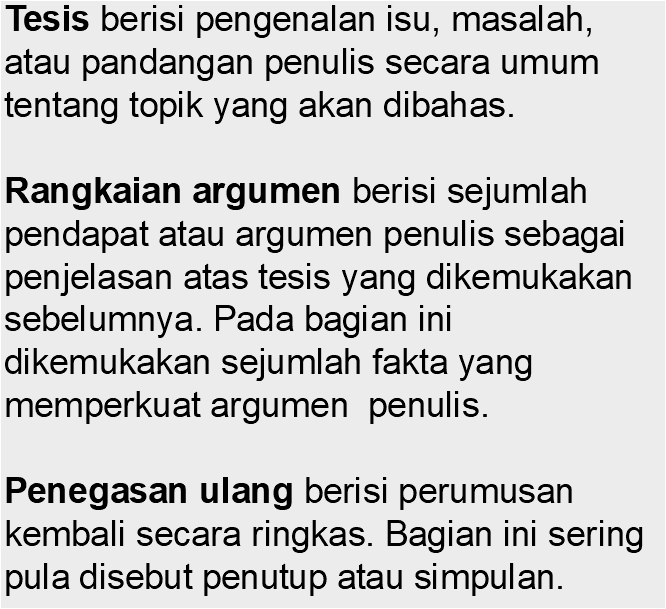 Tesis berisi pengenalan isu, masalah,
atau pandangan penulis secara umum
tentang topik yang akan dibahas.
Rangkaian argumen berisi sejumlah
pendapat atau argumen penulis sebagai
penjelasan atas tesis yang dikemukakan
sebelumnya. Pada bagian ini
dikemukakan sejumlah fakta yang
memperkuat argumen  penulis.
Penegasan ulang berisi perumusan
kembali secara ringkas. Bagian ini sering
pula disebut penutup atau simpulan.